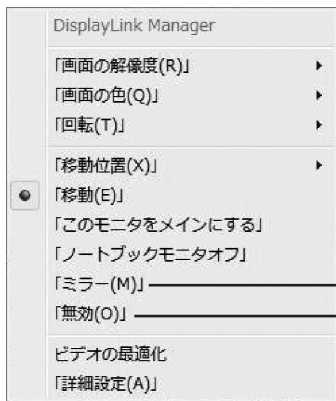 DisplayLink Manager
「画面の解像度(R)」
「画面の色(Q)」
「回転(T)」
「移動位置(X)」
「移動(E)」
「このモニタをメインにする」
「ノートブックモニタオフ」
「ミラー(M)」
「無効(O)」
ビデオの最適化
「詳細設定(A)」